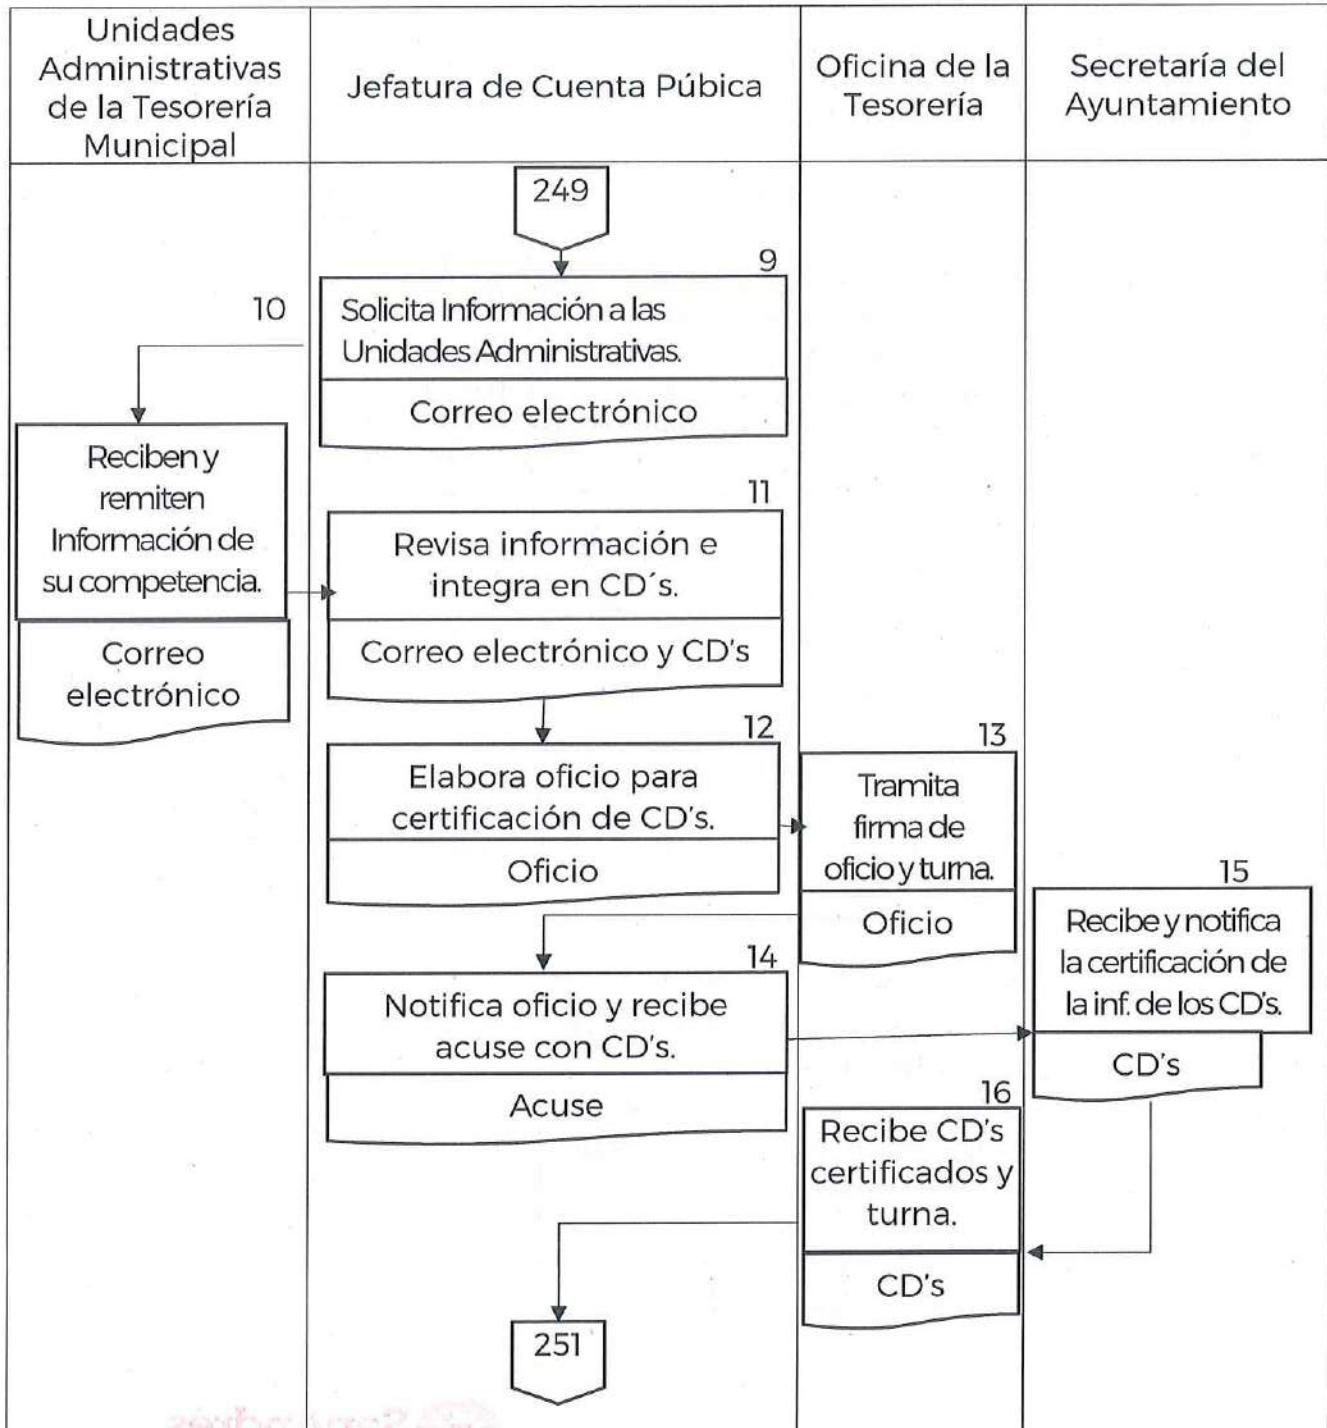 Unidades
Administrativas
de la Tesorería
Municipal
Jefatura de Cuenta Púbica
Oficina de la
Tesorería
Secretaría del
Ayuntamiento
249
9
Solicita Información a las
Unidades Administrativas.
Correo electrónico
10
Reciben y
remiten
Información de
su competencia.
Correo
electrónico
11
Revisa información e
integra en CD´s.
Correo electrónico y CD's
12
Elabora oficio para
certificación de CD's.
Oficio
13
Tramita
firma de
oficio y turna.
Oficio
14
Notifica oficio y recibe
acuse con CD's.
Acuse
15
Recibe y notifica
la certificación de
la inf. de los CD's.
CD's
16
Recibe CD's
certificados y
turna.
CD's
251
San Andrés